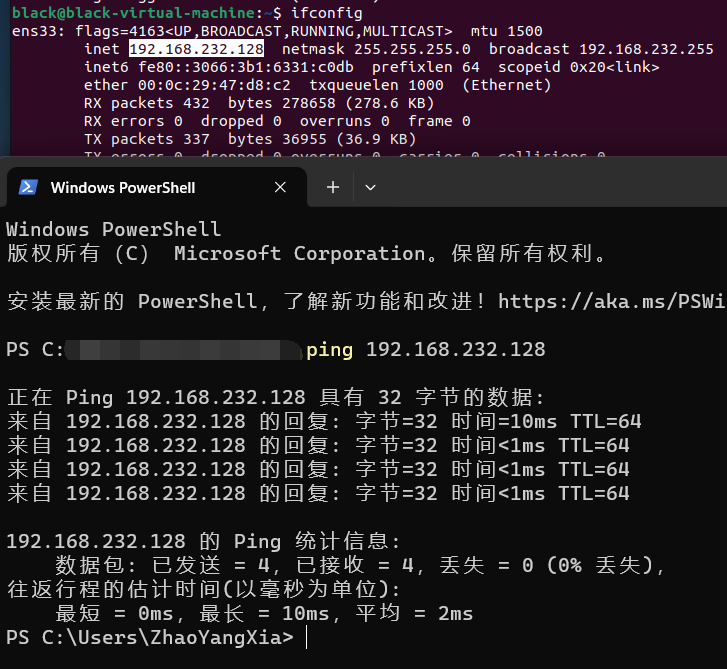 black@black-virtual-machine:~$ ifconfig
ens33: flags=4163<UP,BROADCAST,RUNNING,MULTICAST>  mtu 1500
        inet 192.168.232.128  netmask 255.255.255.0  broadcast 192.168.232.255
        inet6 fe80::3066:3b1:6331:c0db  prefixlen 64  scopeid 0x20<link>
        ether 00:0c:29:47:d8:c2  txqueuelen 1000  (Ethernet)
        RX packets 432  bytes 278658 (278.6 KB)
        RX errors 0  dropped 0  overruns 0  frame 0
        TX packets 337  bytes 36955 (36.9 KB)
        TX errors 0  dropped 0 overruns 0  carrier 0  collisions 0
Windows PowerShell
Windows PowerShell
版权所有 (C)  Microsoft Corporation。保留所有权利。
安装最新的 PowerShell，了解新功能和改进！https://aka.ms/PSWi
PS C: ping 192.168.232.128
正在 Ping 192.168.232.128 具有 32 字节的数据:
来自 192.168.232.128 的回复: 字节=32 时间=10ms TTL=64
来自 192.168.232.128 的回复: 字节=32 时间<1ms TTL=64
来自 192.168.232.128 的回复: 字节=32 时间<1ms TTL=64
来自 192.168.232.128 的回复: 字节=32 时间<1ms TTL=64
192.168.232.128 的 Ping 统计信息:
    数据包: 已发送 = 4，已接收 = 4，丢失 = 0 (0% 丢失)，
往返行程的估计时间(以毫秒为单位):
    最短 = 0ms，最长 = 10ms，平均 = 2ms
PS C:\Users\ZhaoYangXia>